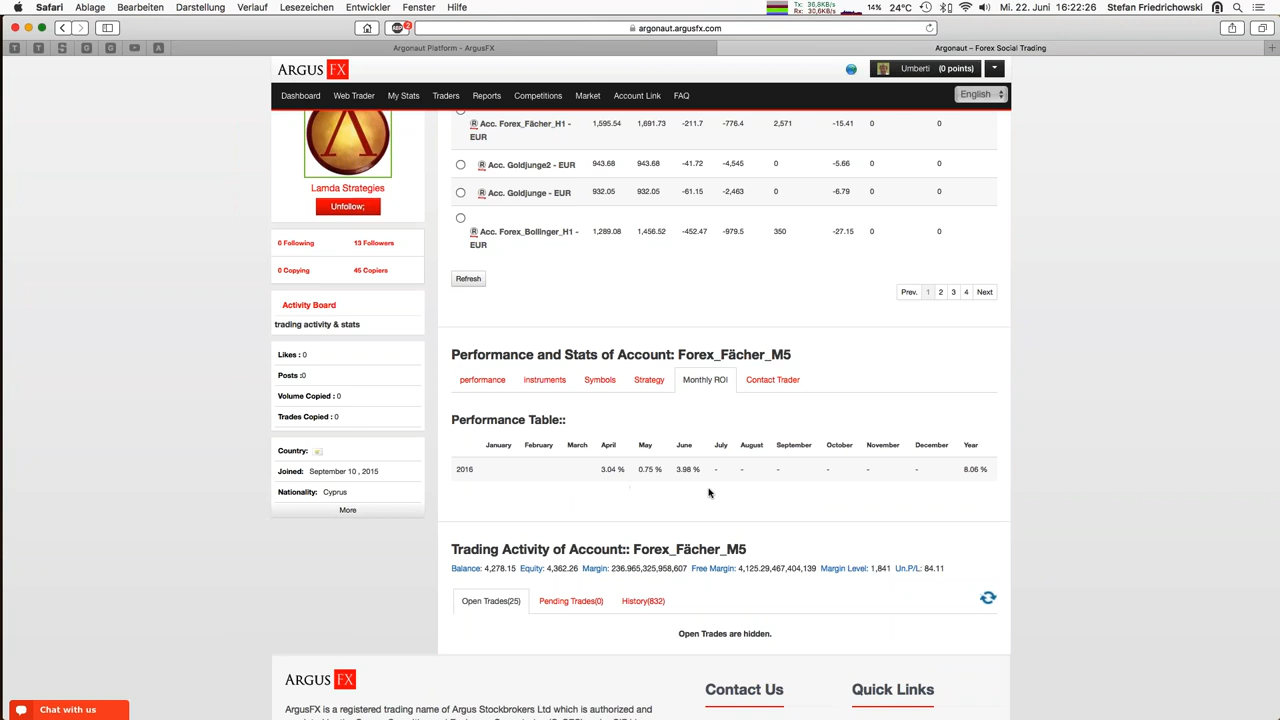 Safari Ablage Bearbeiten Darstellung Verlauf Lesezeichen Entwickler Fenster Hilfe Tx: 36,8KB/s Rx: 30,6KB/s 14% 24°C Mi. 22. Juni 16:22:26 Stefan Friedrichowski
ABP 2 argonaut.argusfx.com
T T S G G A Argonaut Platform - ArgusFX Argonaut – Forex Social Trading
ARGUS FX Umberti (0 points)
Dashboard Web Trader My Stats Traders Reports Competitions Market Account Link FAQ English
R Acc. Forex_Fächer_H1 - EUR 1,595.54 1,691.73 -211.7 -776.4 2,571 -15.41 0 0
R Acc. Goldjunge2 - EUR 943.68 943.68 -41.72 -4,545 0 -5.66 0 0
R Acc. Goldjunge - EUR 932.05 932.05 -61.15 -2,463 0 -6.79 0 0
R Acc. Forex_Bollinger_H1 - EUR 1,289.08 1,456.52 -452.47 -979.5 350 -27.15 0 0
Refresh
Prev. 1 2 3 4 Next
Λ
Lamda Strategies
Unfollow;
0 Following 13 Followers
0 Copying 45 Copiers
Activity Board
trading activity & stats
Likes : 0
Posts :0
Volume Copied : 0
Trades Copied : 0
Country:
Joined: September 10 , 2015
Nationality: Cyprus
More
Performance and Stats of Account: Forex_Fächer_M5
performance instruments Symbols Strategy Monthly ROI Contact Trader
Performance Table::
January February March April May June July August September October November December Year
2016 3.04 % 0.75 % 3.98 % - - - - - - 8.06 %
Trading Activity of Account:: Forex_Fächer_M5
Balance: 4,278.15 Equity: 4,362.26 Margin: 236.965,325,958,607 Free Margin: 4,125.29,467,404,139 Margin Level: 1,841 Un.P/L: 84.11
Open Trades(25) Pending Trades(0) History(832)
Open Trades are hidden.
ARGUS FX
Contact Us Quick Links
ArgusFX is a registered trading name of Argus Stockbrokers Ltd which is authorized and
Chat with us